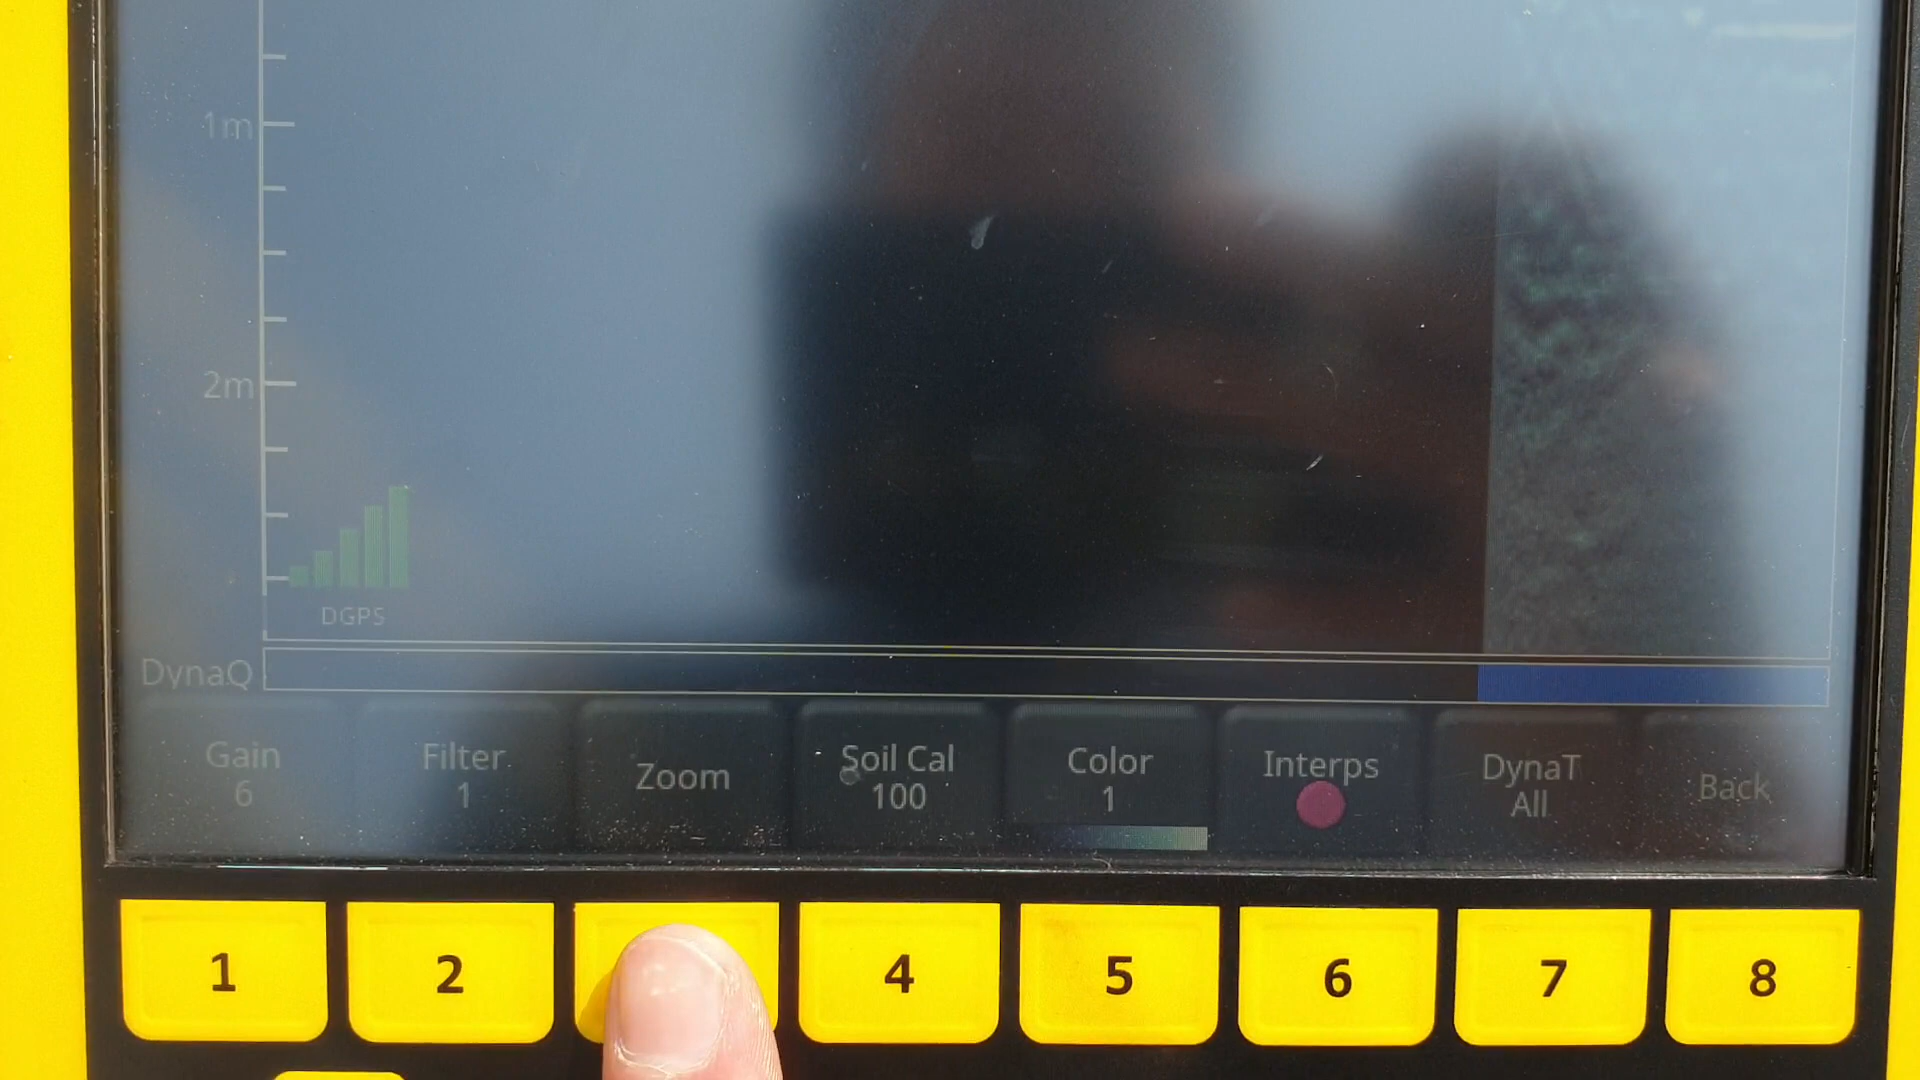 1m
2m
DGPS
DynaQ
Gain
6
Filter
1
Zoom
Soil Cal
100
Color
1
Interps
DynaT
All
Back
1 2 4 5 6 7 8